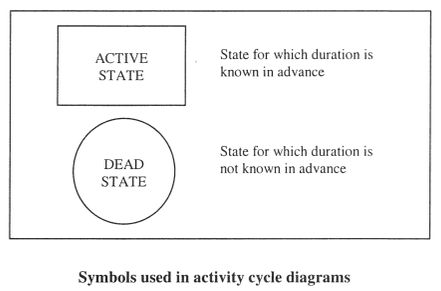 ACTIVE
STATE
State for which duration is
known in advance
DEAD
STATE
State for which duration is
not known in advance
Symbols used in activity cycle diagrams